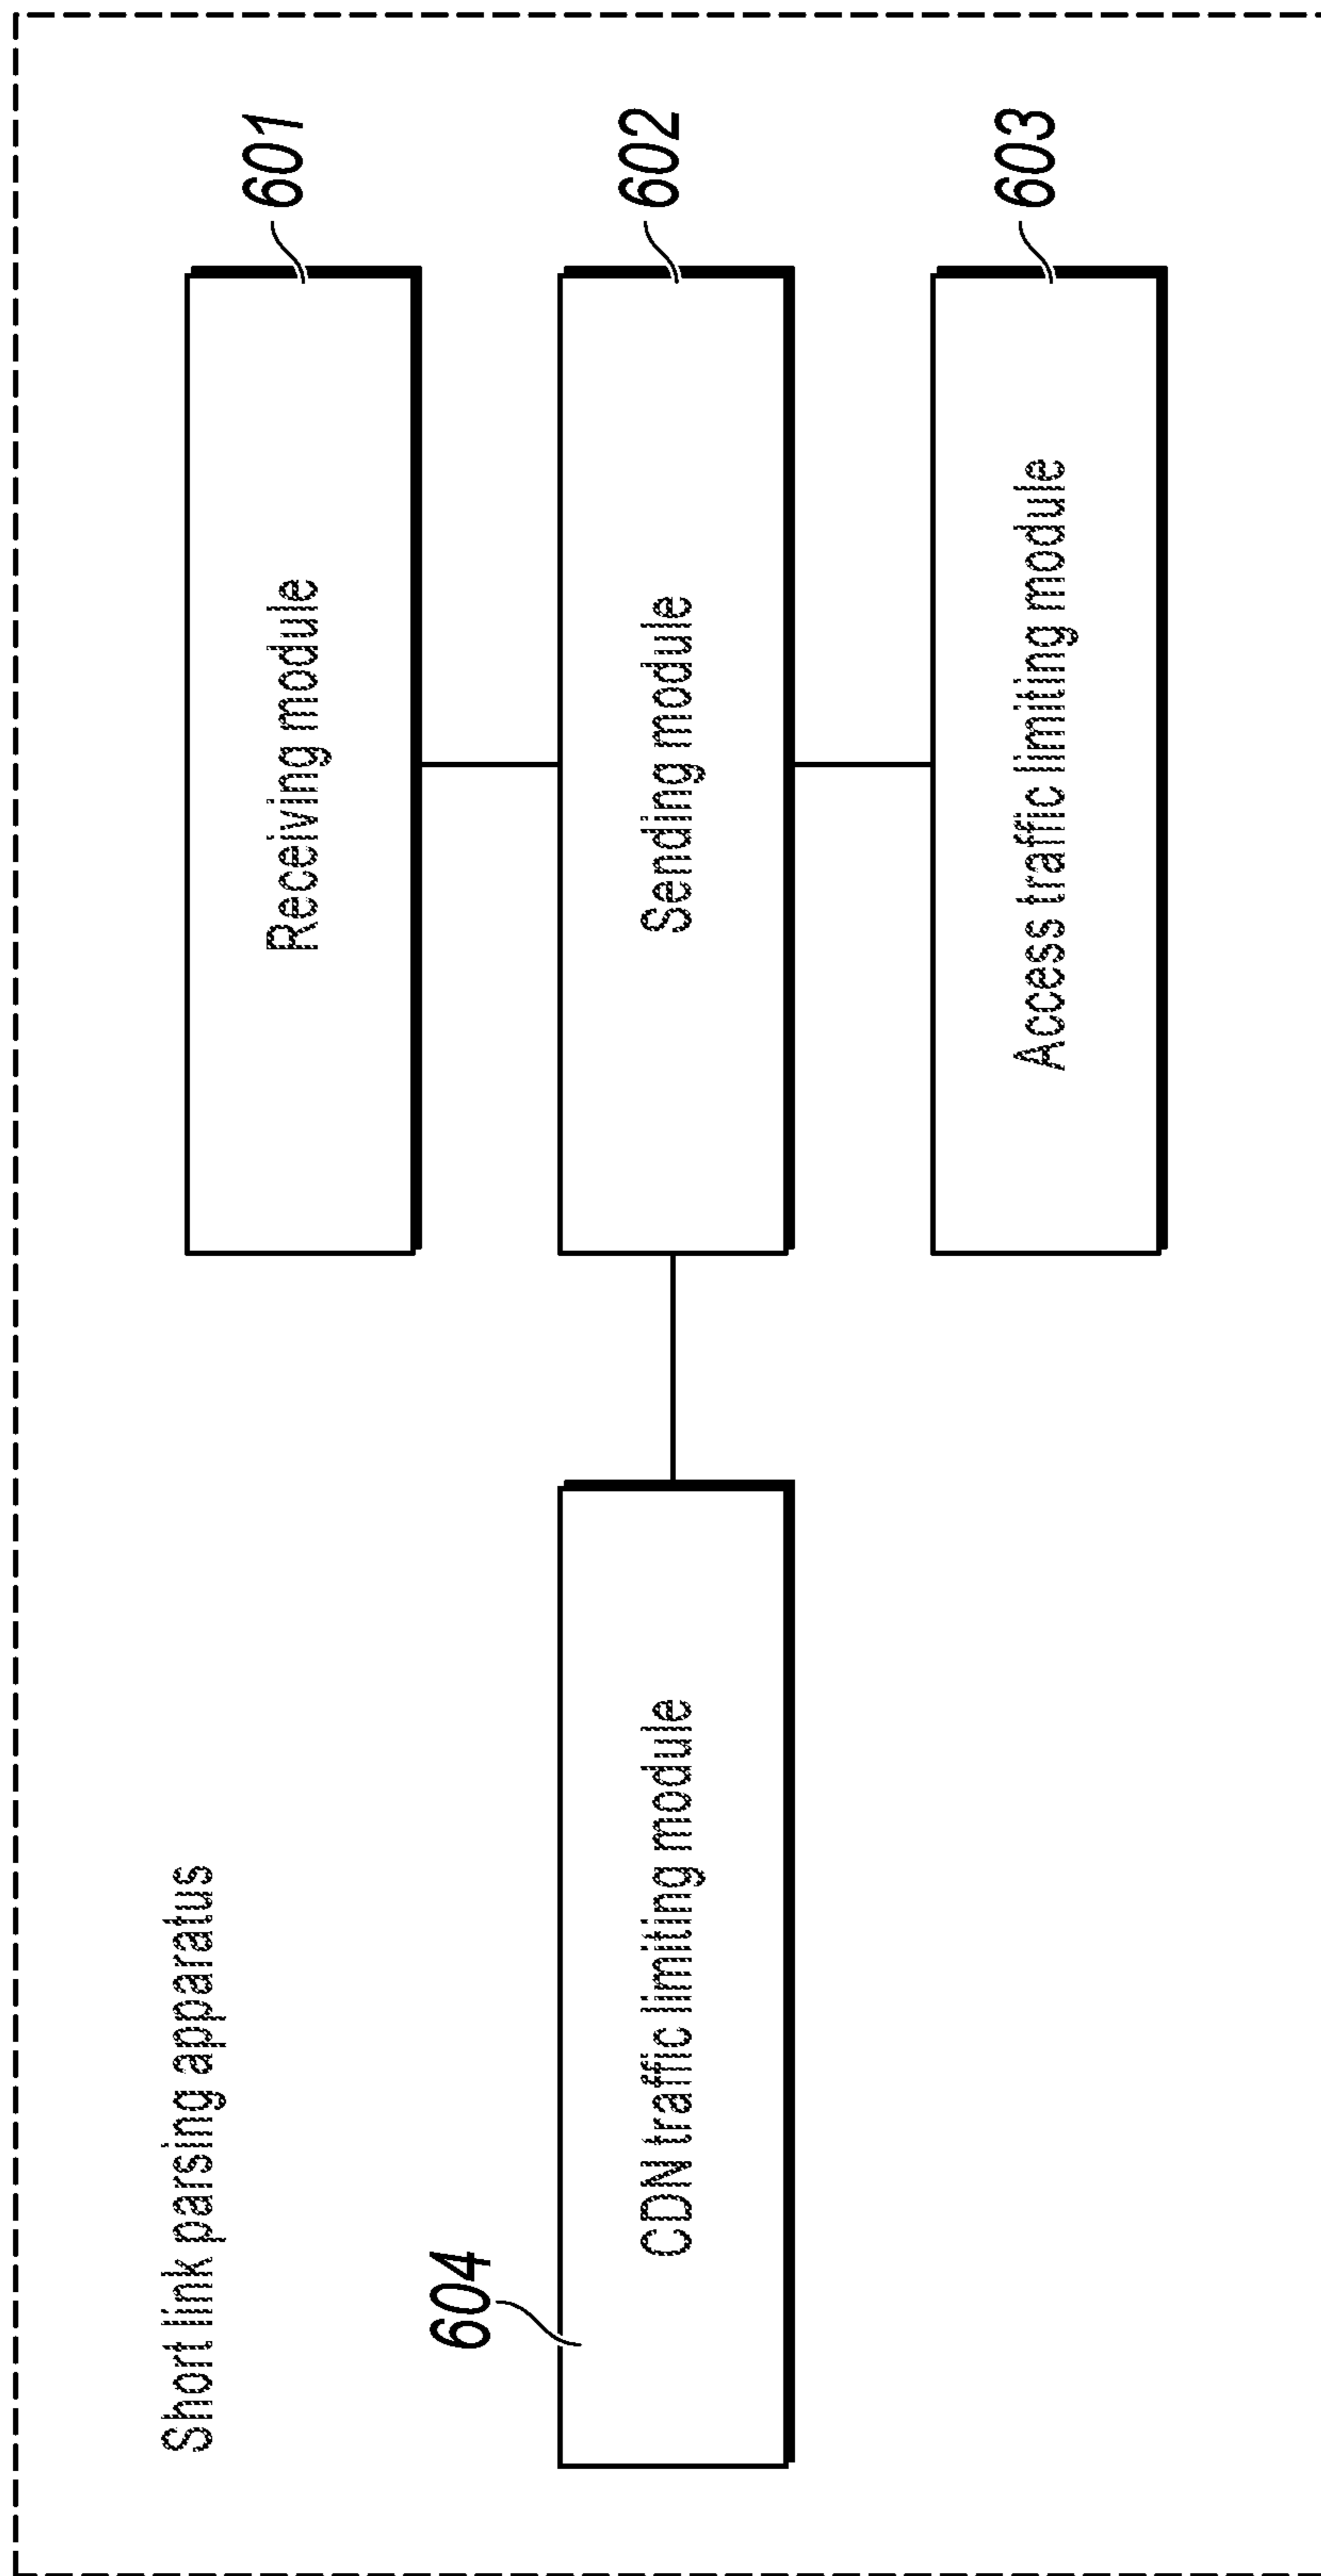 Short link parsing apparatus
Receiving module
601
604
CDN traffic limiting module
Sending module
602
Access traffic limiting module
603